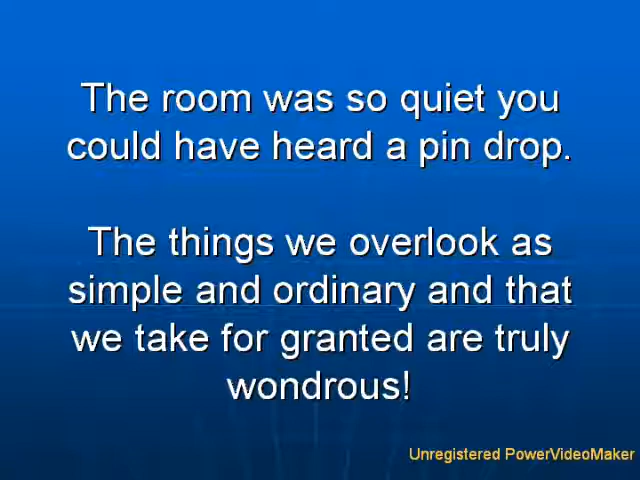 The room was so quiet you
could have heard a pin drop.
The things we overlook as
simple and ordinary and that
we take for granted are truly
wondrous!
Unregistered PowerVideoMaker